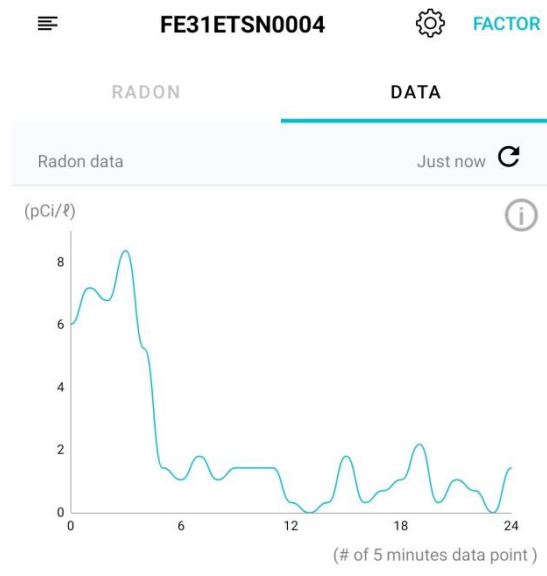 FE31ETSN0004 FACTOR
RADON DATA
Radon data Just now
(pCi/ℓ)
8
6
4
2
0
0 6 12 18 24
(# of 5 minutes data point )